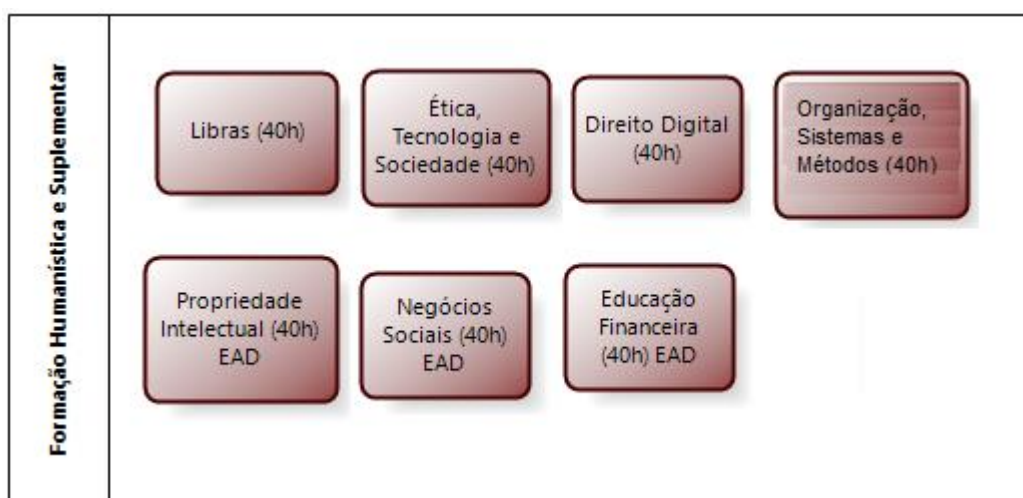 Formação Humanística e Suplementar
Libras (40h)
Ética,
Tecnologia e
Sociedade (40h)
Direito Digital
(40h)
Organização,
Sistemas e
Métodos (40h)
Propriedade
Intelectual (40h)
EAD
Negócios
Sociais (40h)
EAD
Educação
Financeira
(40h) EAD